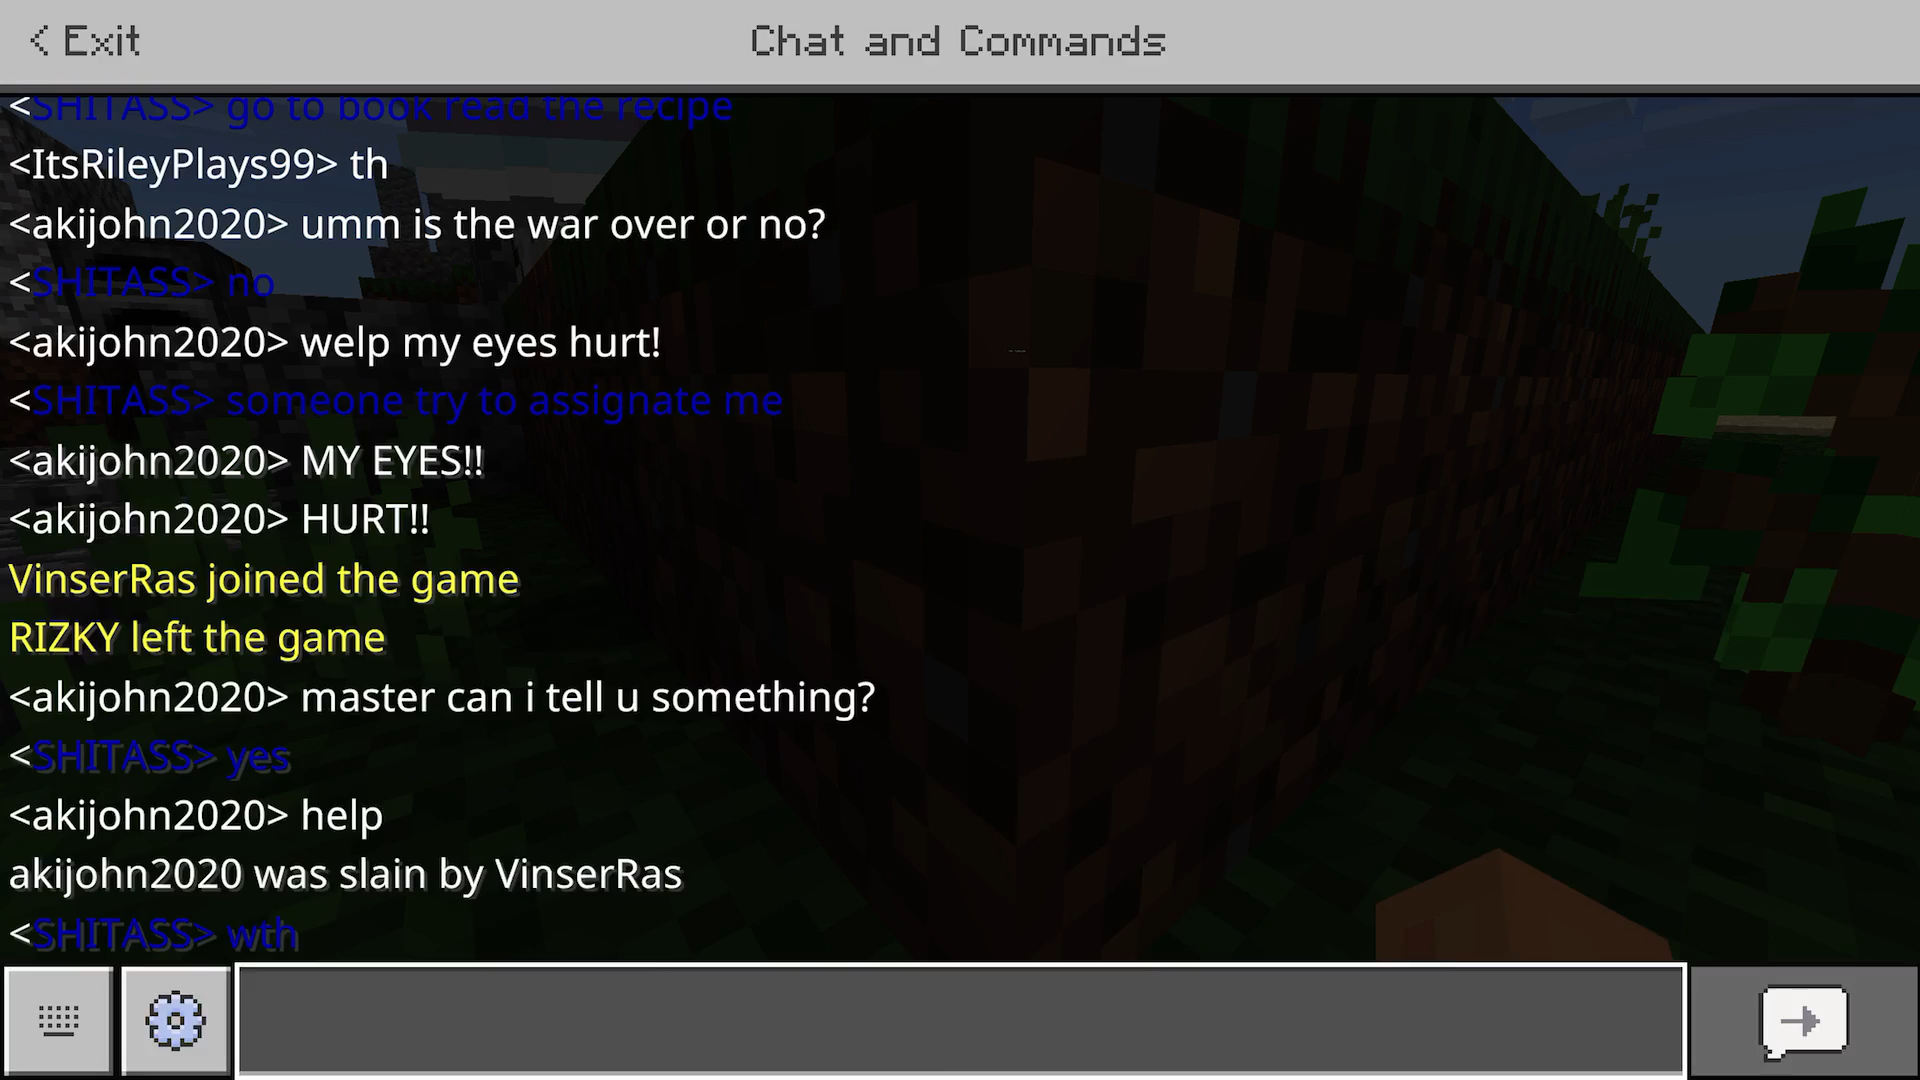 < Exit
Chat and Commands
<SHITASS> go to book read the recipe
<ItsRileyPlays99> th
<akijohn2020> umm is the war over or no?
<SHITASS> no
<akijohn2020> welp my eyes hurt!
<SHITASS> someone try to assignate me
<akijohn2020> MY EYES!!
<akijohn2020> HURT!!
VinserRas joined the game
RIZKY left the game
<akijohn2020> master can i tell u something?
<SHITASS> yes
<akijohn2020> help
akijohn2020 was slain by VinserRas
<SHITASS> wth